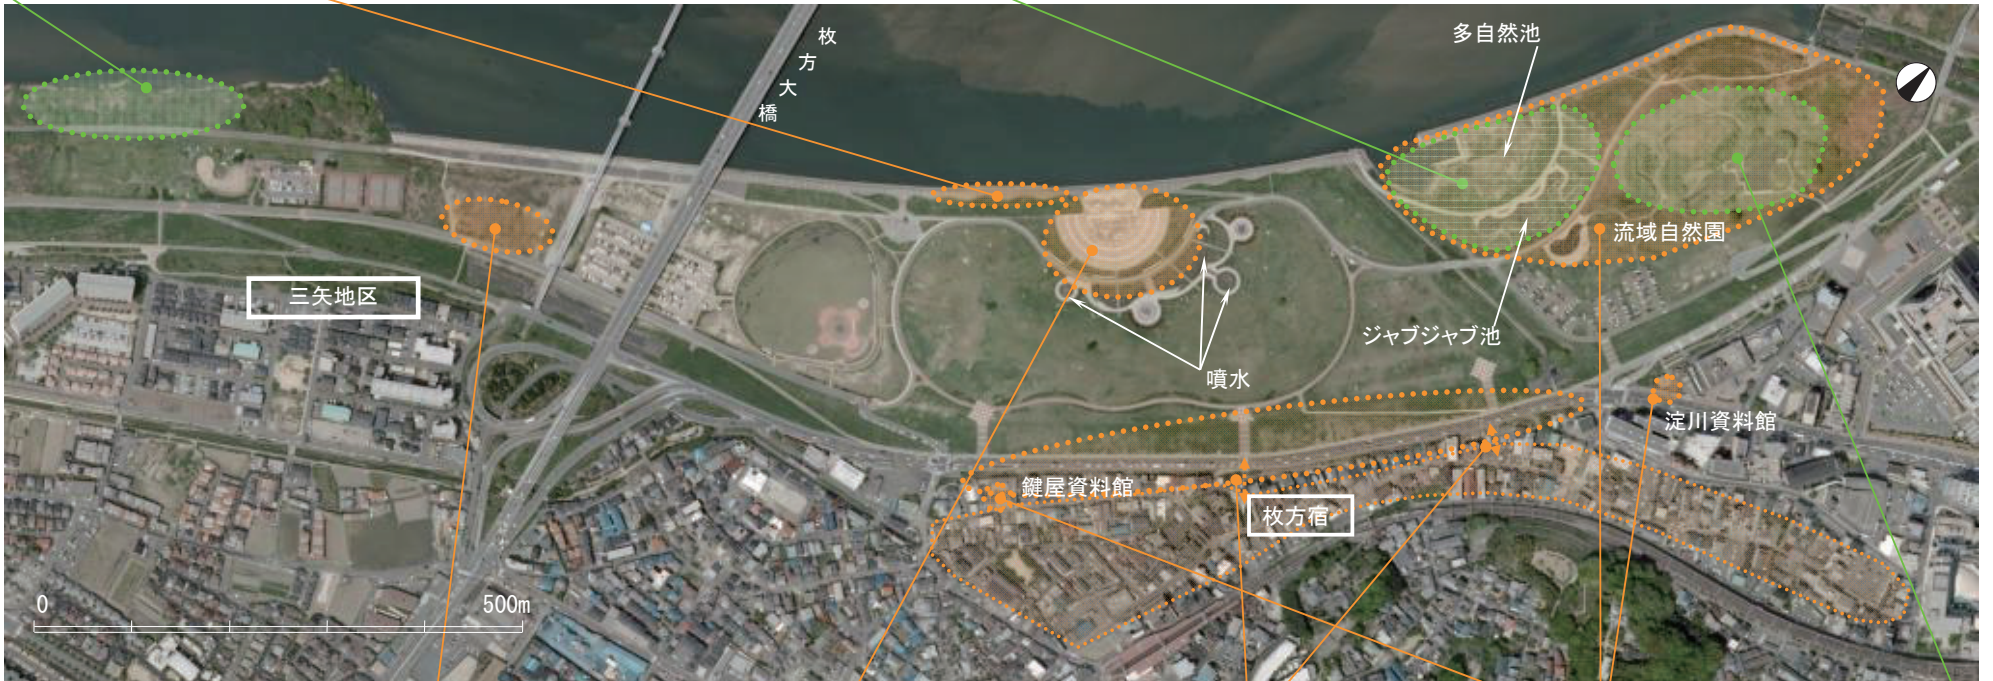 枚方大橋
多自然池
流域自然園
三矢地区
ジャブジャブ池
噴水
淀川資料館
鍵屋資料館
枚方宿
0 500m